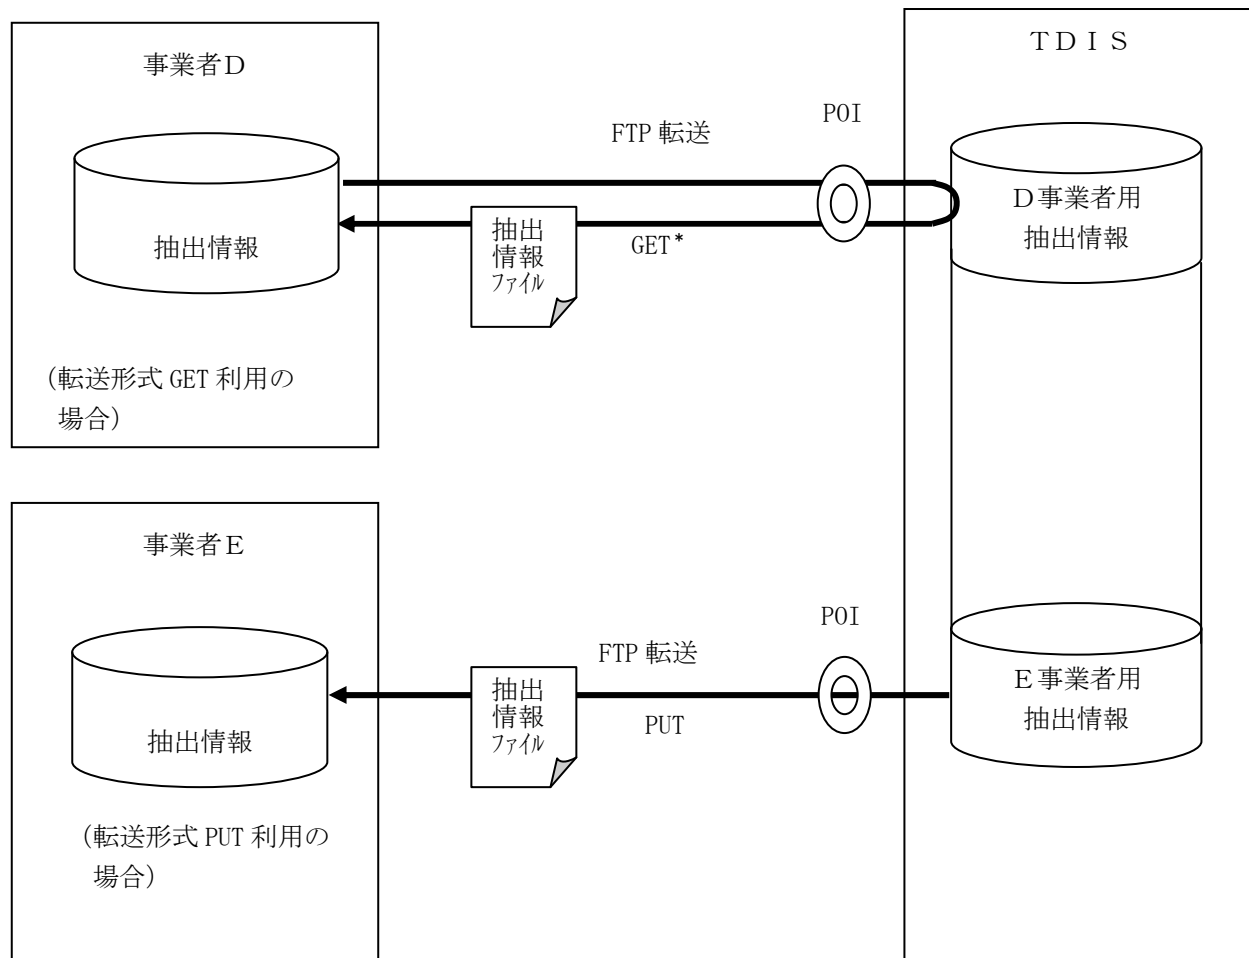 事業者Ｄ
ＴＤＩＳ
POI
FTP 転送
抽出情報
抽出
情報
ファイル
GET*
Ｄ事業者用
抽出情報
（転送形式 GET 利用の
場合）
事業者Ｅ
POI
FTP 転送
抽出情報
抽出
情報
ファイル
PUT
Ｅ事業者用
抽出情報
（転送形式 PUT 利用の
場合）